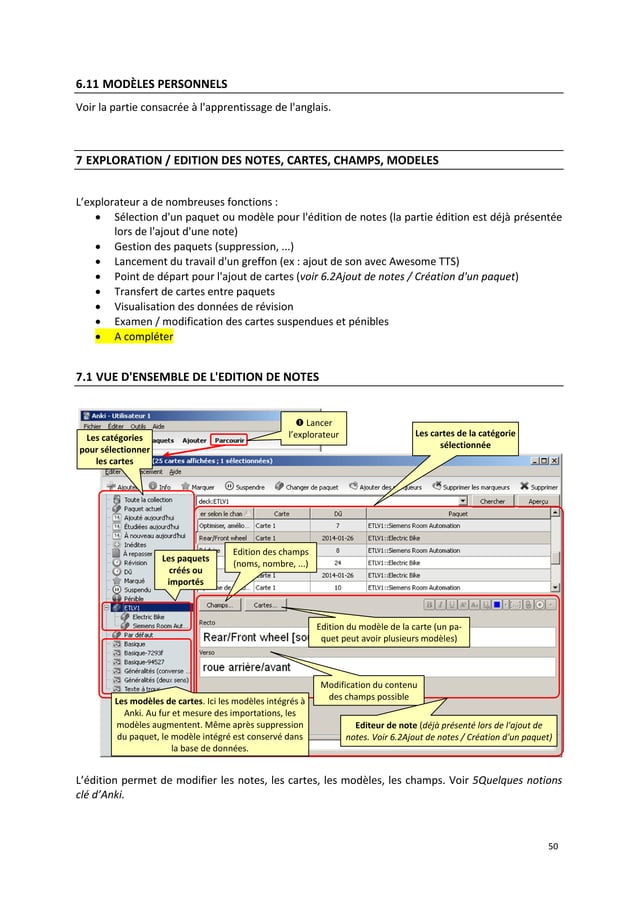 6.11 MODÈLES PERSONNELS
Voir la partie consacrée à l'apprentissage de l'anglais.
7 EXPLORATION / EDITION DES NOTES, CARTES, CHAMPS, MODELES
L'explorateur a de nombreuses fonctions :
• Sélection d'un paquet ou modèle pour l'édition de notes (la partie édition est déjà présentée
lors de l'ajout d'une note)
• Gestion des paquets (suppression, ...)
• Lancement du travail d'un greffon (ex : ajout de son avec Awesome TTS)
• Point de départ pour l'ajout de cartes (voir 6.2Ajout de notes / Création d'un paquet)
• Transfert de cartes entre paquets
• Visualisation des données de révision
• Examen / modification des cartes suspendues et pénibles
• A compléter
7.1 VUE D'ENSEMBLE DE L'EDITION DE NOTES
Anki - Utilisateur 1
Fichier Éditer Outils Aide
aquets Ajouter Parcourir
❶ Lancer
l'explorateur
Les catégories
pour sélectionner
les cartes
Les cartes de la catégorie
sélectionnée
(25 cartes affichées ; 1 sélectionnées)
Éditer Aide
Info Marquer Suspendre Changer de paquet Ajouter des marqueurs Supprimer les marqueurs Supprimer
Toute la collection
Paquet actuel
Ajouté aujourd'hui
Étudiées aujourd'hui
À nouveau aujourd'hui
Inédites
À repasser
Révision
Dû
Marqué
Suspendu
Pénible
ETLV1
Electric Bike
Siemens Room Aut...
Par défaut
Basique
Basique-7293f
Basique-94527
Généralités (converse ...
Généralités (deux sens)
Texte à trous
deck:ETLV1 Chercher Aperçu
er selon le chan Carte Dû Paquet
Optimiser, amélio... Carte 1 7 ETLV1::Siemens Room Automation
Rear/Front wheel Carte 1 2014-01-26 ETLV1::Electric Bike
8 ETLV1::Siemens Room Automation
24 ETLV1::Electric Bike
2014-01-26 ETLV1::Electric Bike
Carte 1 10 ETLV1::Siemens Room Automation
Les paquets
créés ou
importés
Edition des champs
(noms, nombre, ...)
Champs... Cartes...
Edition du modèle de la carte (un pa-
quet peut avoir plusieurs modèles)
Recto
Rear/Front wheel [sou
Verso
roue arrière/avant
Modification du contenu
des champs possible
Les modèles de cartes. Ici les modèles intégrés à
Anki. Au fur et mesure des importations, les
modèles augmentent. Même après suppression
du paquet, le modèle intégré est conservé dans
la base de données.
Editeur de note (déjà présenté lors de l'ajout de
notes. Voir 6.2Ajout de notes / Création d'un paquet)
L'édition permet de modifier les notes, les cartes, les modèles, les champs. Voir 5Quelques notions
clé d'Anki.
50